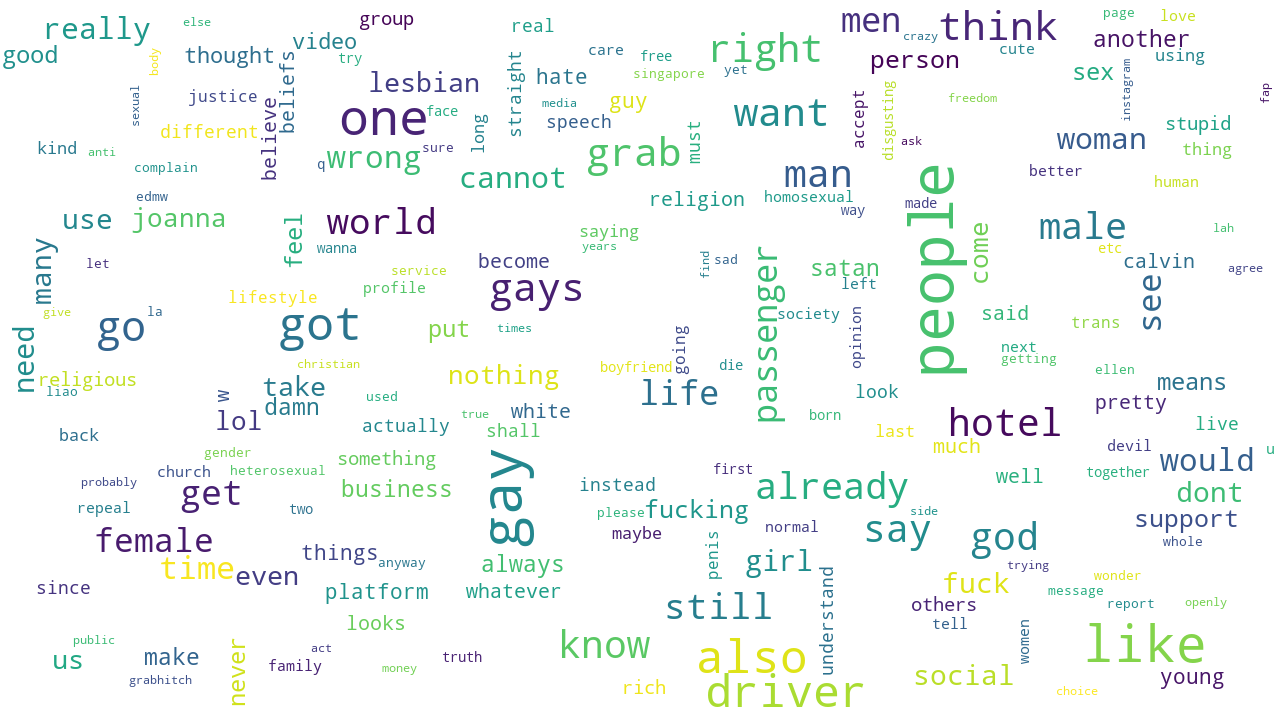 really
else
group
real
men
think
page
love
good
thought
video
try
care
free
right
crazy
cute
another
using
body
beliefs
lesbian
straight
hate
singapore
yet
person
sex
instagram
fap
sexual
justice
one
face
media
guy
want
accept
disgusting
freedom
stupid
different
believe
long
speech
must
ask
woman
thing
kind
anti
complain
q
wrong
sure
grab
man
better
human
edmw
cannot
religion
homosexual
people
use
joanna
feel
world
wanna
saying
years
way
made
come
male
etc
lah
many
let
service
become
find
sad
satan
calvin
agree
lifestyle
profile
gays
passenger
left
see
give
la
go
got
put
times
society
opinion
said
trans
need
going
next
getting
religious
liao
christian
nothing
boyfriend
die
ellen
take
w
used
life
look
means
damn
lol
true
white
born
hotel
pretty
back
actually
shall
last
much
live
gender
devil
u
church
heterosexual
something
first
would
probably
get
business
gay
instead
already
well
together
dont
repeal
two
please
fucking
side
support
female
maybe
normal
say
god
whole
time
things
anyway
always
penis
girl
trying
even
since
platform
whatever
understand
fuck
wonder
message
still
others
report
openly
looks
tell
women
public
act
know
also
like
us
make
never
family
truth
money
grabhitch
rich
driver
social
young
choice